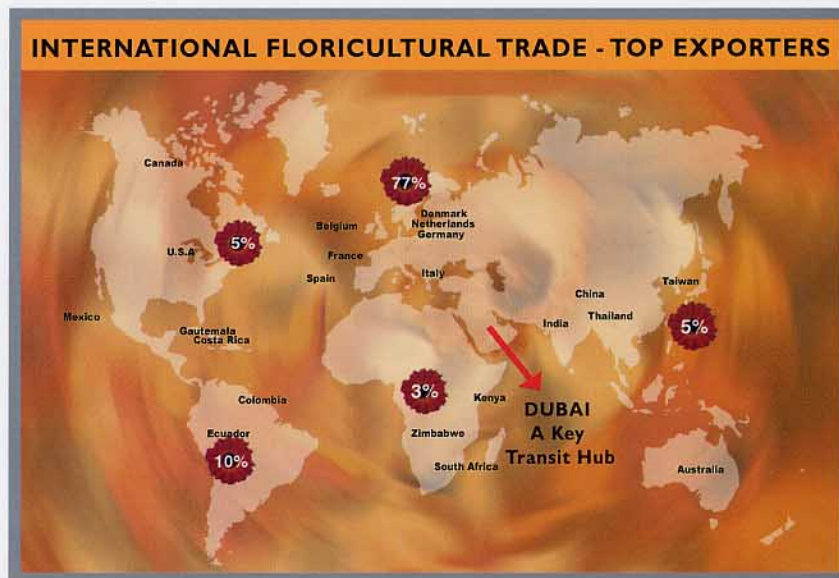 INTERNATIONAL FLORICULTURAL TRADE - TOP EXPORTERS
Canada
77%
Denmark
Netherlands
Germany
Belgium
5%
U.S.A
France
Italy
Spain
Taiwan
China
Mexico
India
Thailand
5%
Gautemala
Costa Rica
3%
Kenya
Colombia
DUBAI
A Key
Transit Hub
Ecuador
Zimbabwe
10%
South Africa
Australia